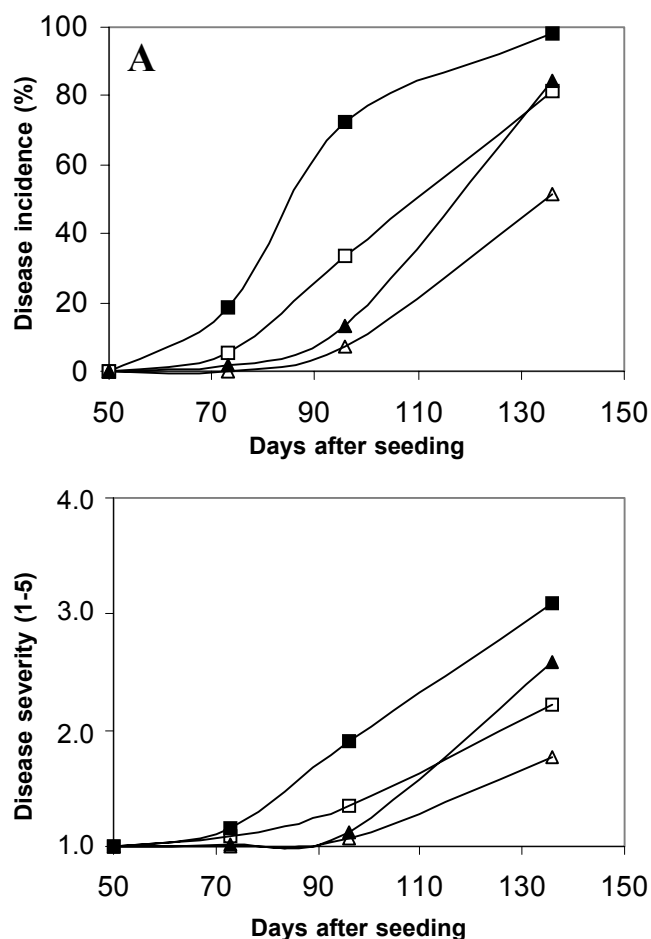 A
Disease incidence (%)
100
80
60
40
20
0
50 70 90 110 130 150
Days after seeding
Disease severity (1-5)
4.0
3.0
2.0
1.0
50 70 90 110 130 150
Days after seeding